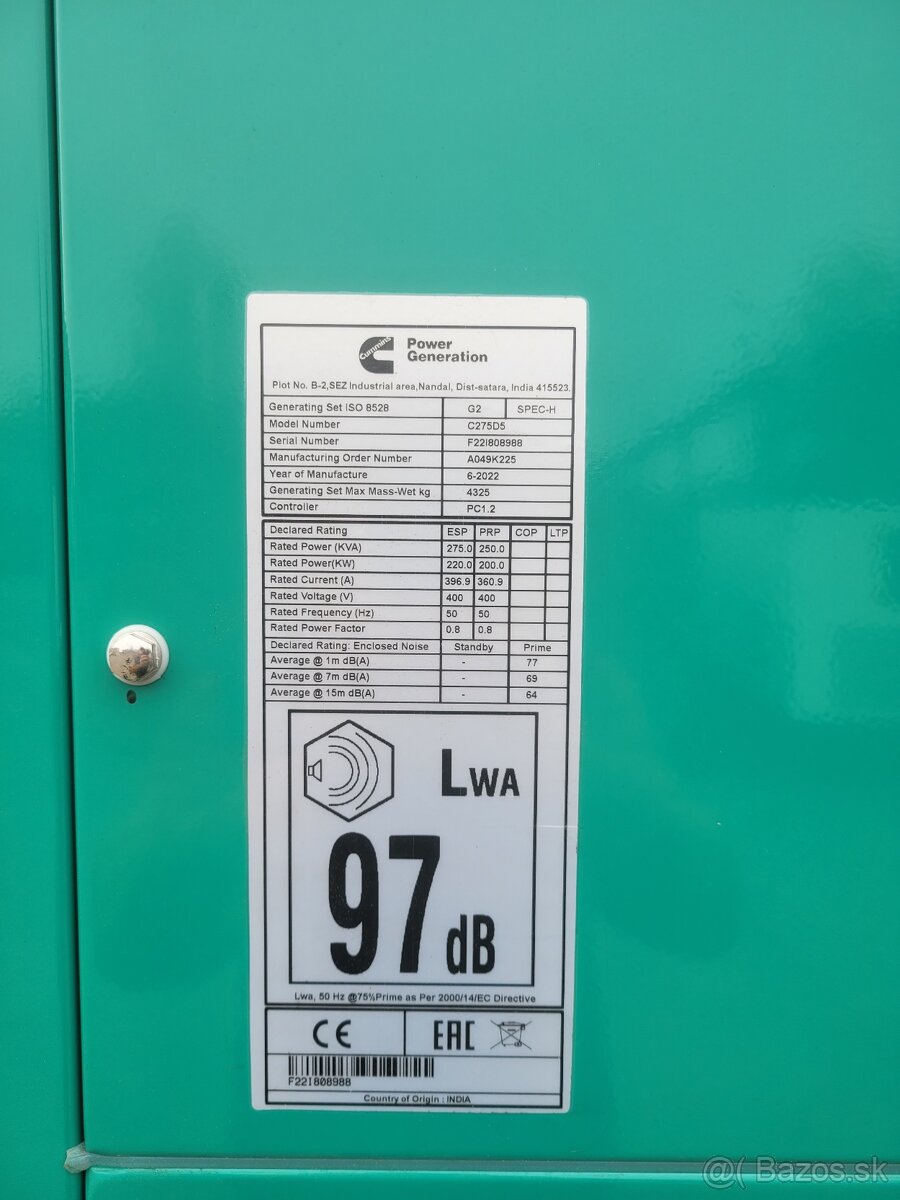 Cummins
Power
Generation
Plot No. B-2,SEZ Industrial area,Nandal, Dist-satara, India 415523.
Generating Set ISO 8528 G2 SPEC-H
Model Number C275D5
Serial Number F22I808988
Manufacturing Order Number A049K225
Year of Manufacture 6-2022
Generating Set Max Mass-Wet kg 4325
Controller PC1.2
Declared Rating ESP PRP COP LTP
Rated Power (KVA) 275.0 250.0
Rated Power(KW) 220.0 200.0
Rated Current (A) 396.9 360.9
Rated Voltage (V) 400 400
Rated Frequency (Hz) 50 50
Rated Power Factor 0.8 0.8
Declared Rating: Enclosed Noise Standby Prime
Average @ 1m dB(A) - 77
Average @ 7m dB(A) - 69
Average @ 15m dB(A) - 64
LWA
97 dB
Lwa, 50 Hz @75%Prime as Per 2000/14/EC Directive
CE EAC
F22I808988
Country of Origin : INDIA
@( Bazos.sk